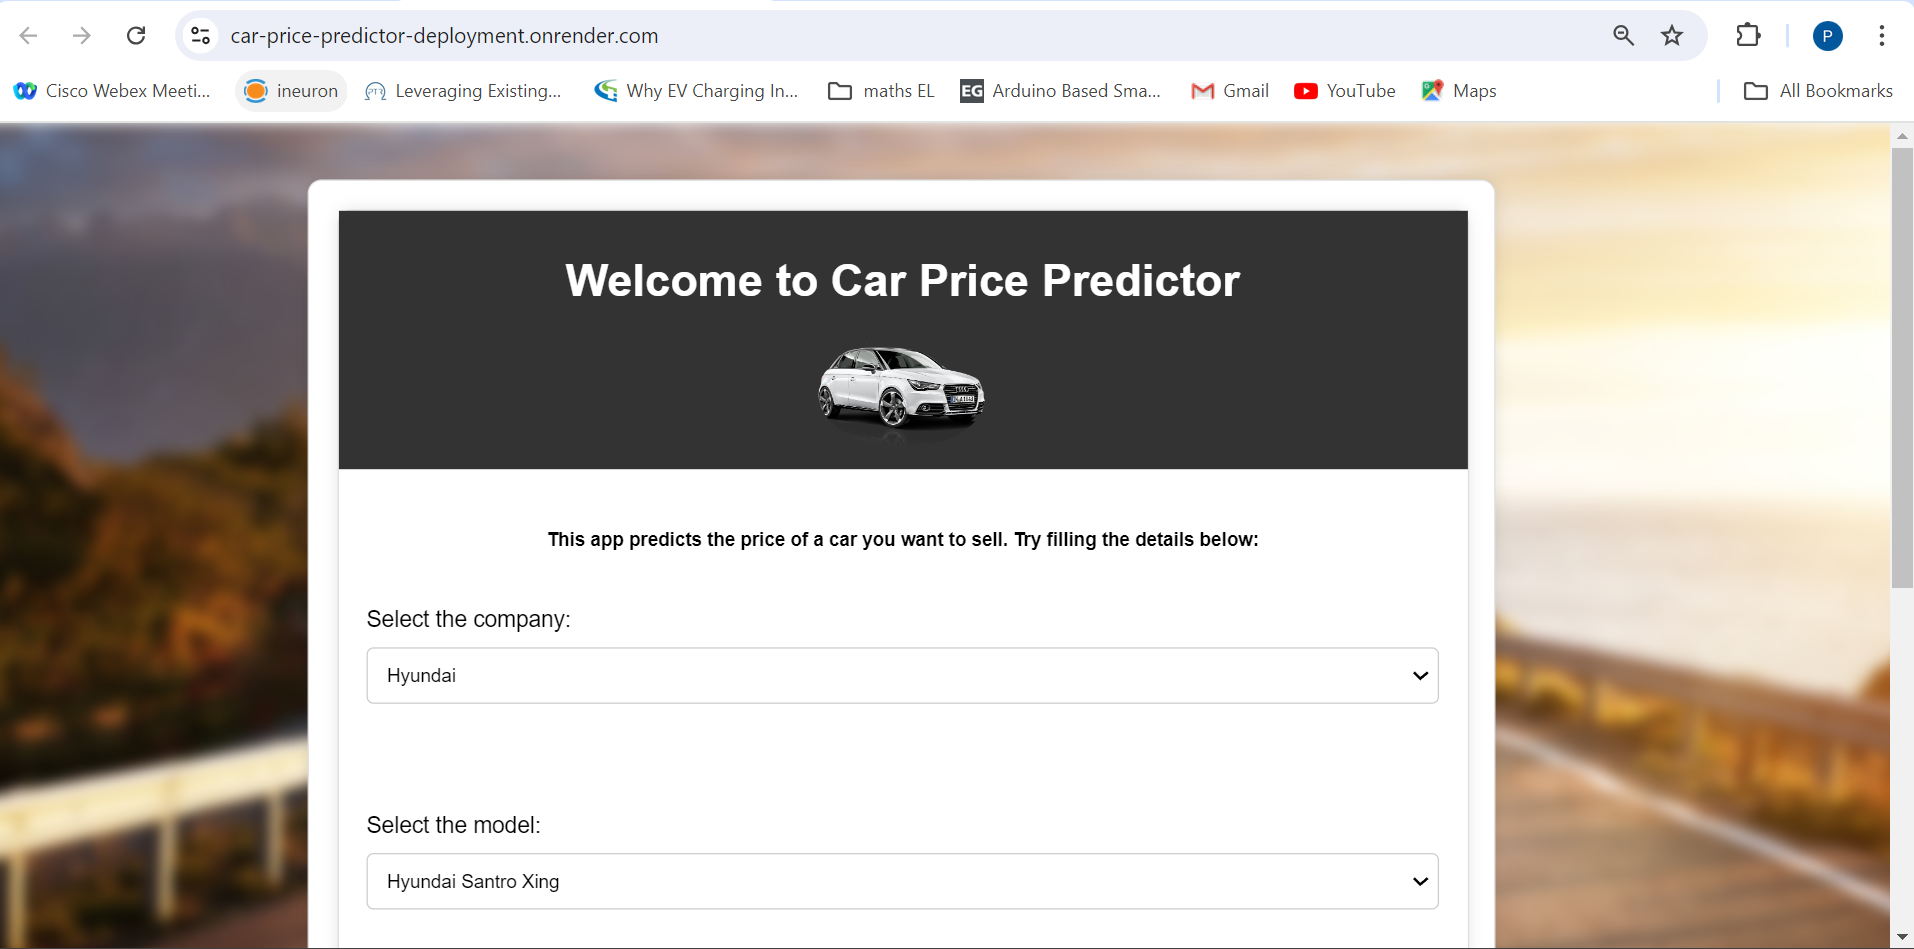 car-price-predictor-deployment.onrender.com
P
Cisco Webex Meeti...
ineuron
Leveraging Existing...
Why EV Charging In...
maths EL
EG
Arduino Based Sma...
Gmail
YouTube
Maps
All Bookmarks
Welcome to Car Price Predictor
This app predicts the price of a car you want to sell. Try filling the details below:
Select the company:
Hyundai
Select the model:
Hyundai Santro Xing